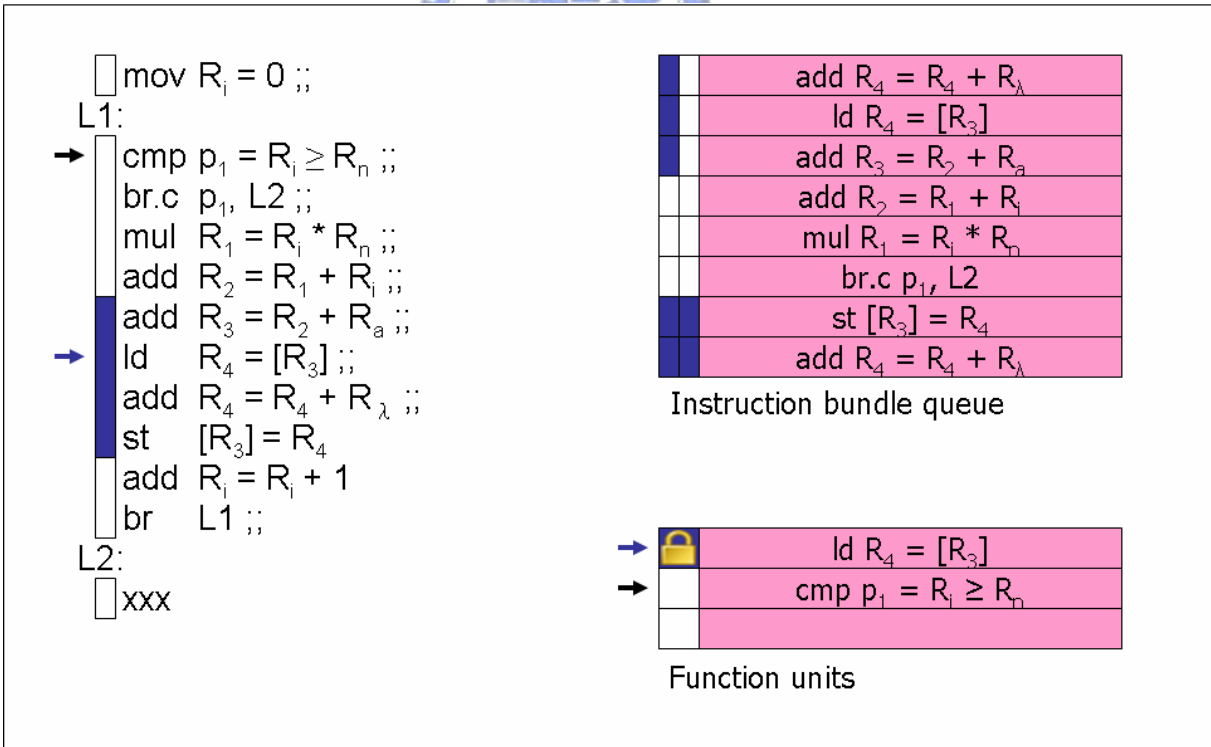 mov Rᵢ = 0 ;;
L1:
cmp p₁ = Rᵢ ≥ Rₙ ;;
br.c p₁, L2 ;;
mul R₁ = Rᵢ * Rₙ ;;
add R₂ = R₁ + Rᵢ ;;
add R₃ = R₂ + Rₐ ;;
ld R₄ = [R₃] ;;
add R₄ = R₄ + R_λ ;;
st [R₃] = R₄
add Rᵢ = Rᵢ + 1
br L1 ;;
L2:
xxx
add R₄ = R₄ + R_λ
ld R₄ = [R₃]
add R₃ = R₂ + Rₐ
add R₂ = R₁ + Rᵢ
mul R₁ = Rᵢ * Rₙ
br.c p₁, L2
st [R₃] = R₄
add R₄ = R₄ + R_λ
Instruction bundle queue
ld R₄ = [R₃]
cmp p₁ = Rᵢ ≥ Rₙ
Function units